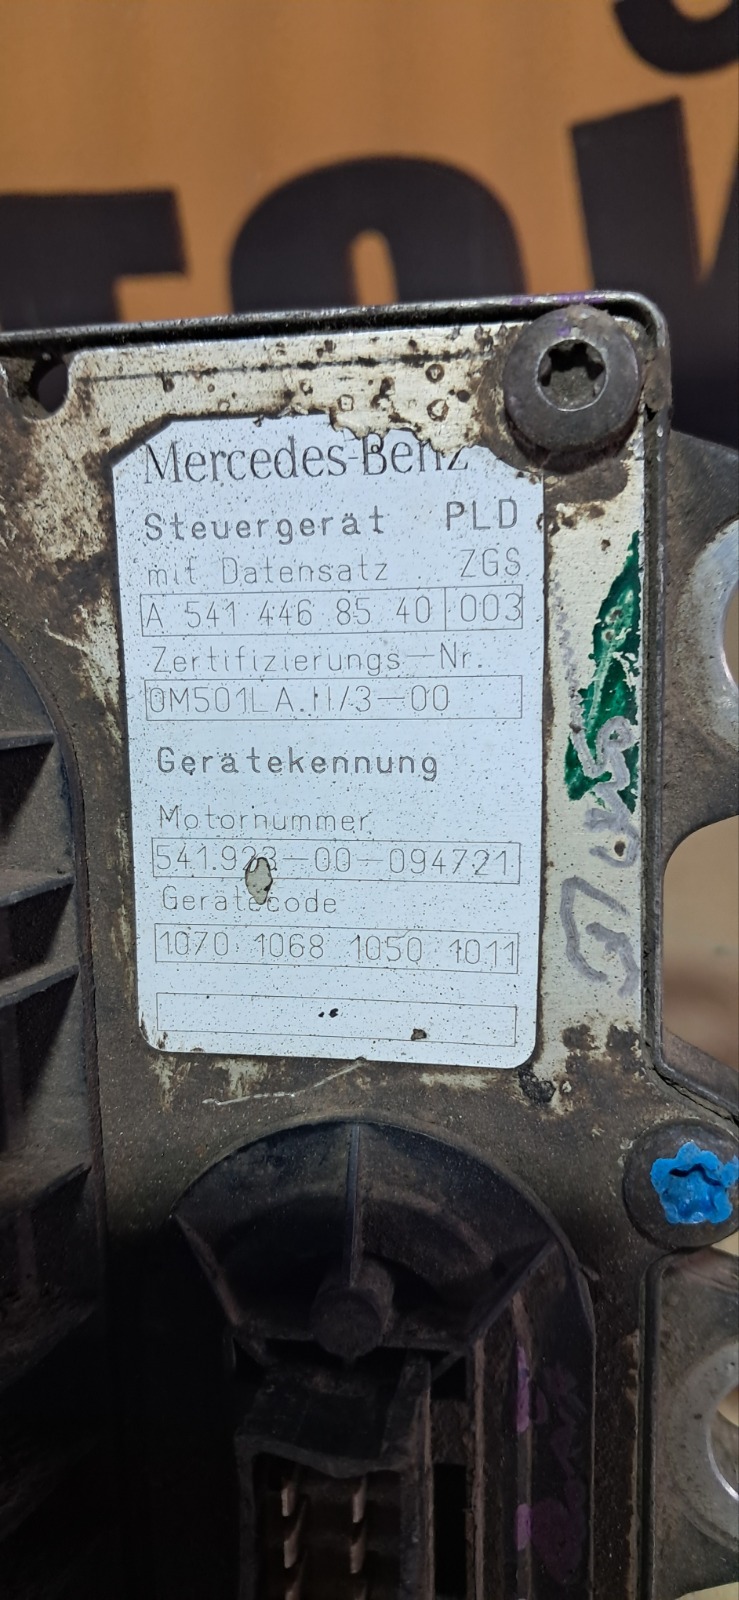 Mercedes-Benz
Steuergerät PLD
mit Datensatz ZGS
A 541 446 85 40 003
Zertifizierungs-Nr.
OM501LA.II/3-00
Gerätekennung
Motornummer
541.923-00-094721
Gerätecode
1070 1068 1050 1011